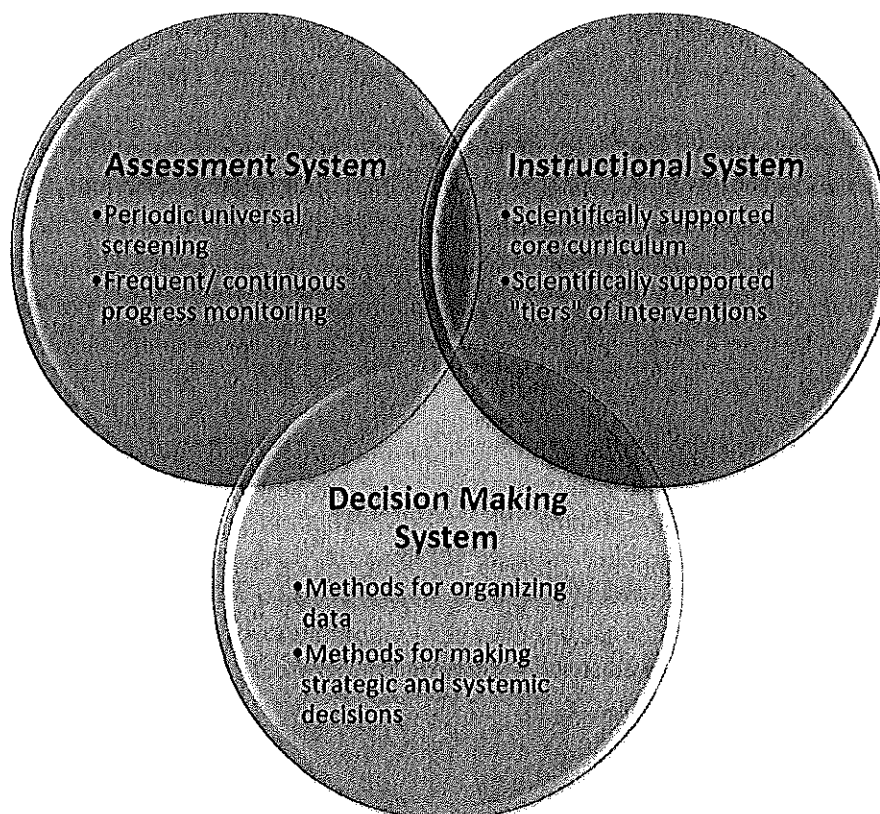 Assessment System
•Periodic universal
screening
•Frequent/ continuous
progress monitoring
Instructional System
•Scientifically supported
core curriculum
•Scientifically supported
"tiers" of interventions
Decision Making
System
•Methods for organizing
data
•Methods for making
strategic and systemic
decisions